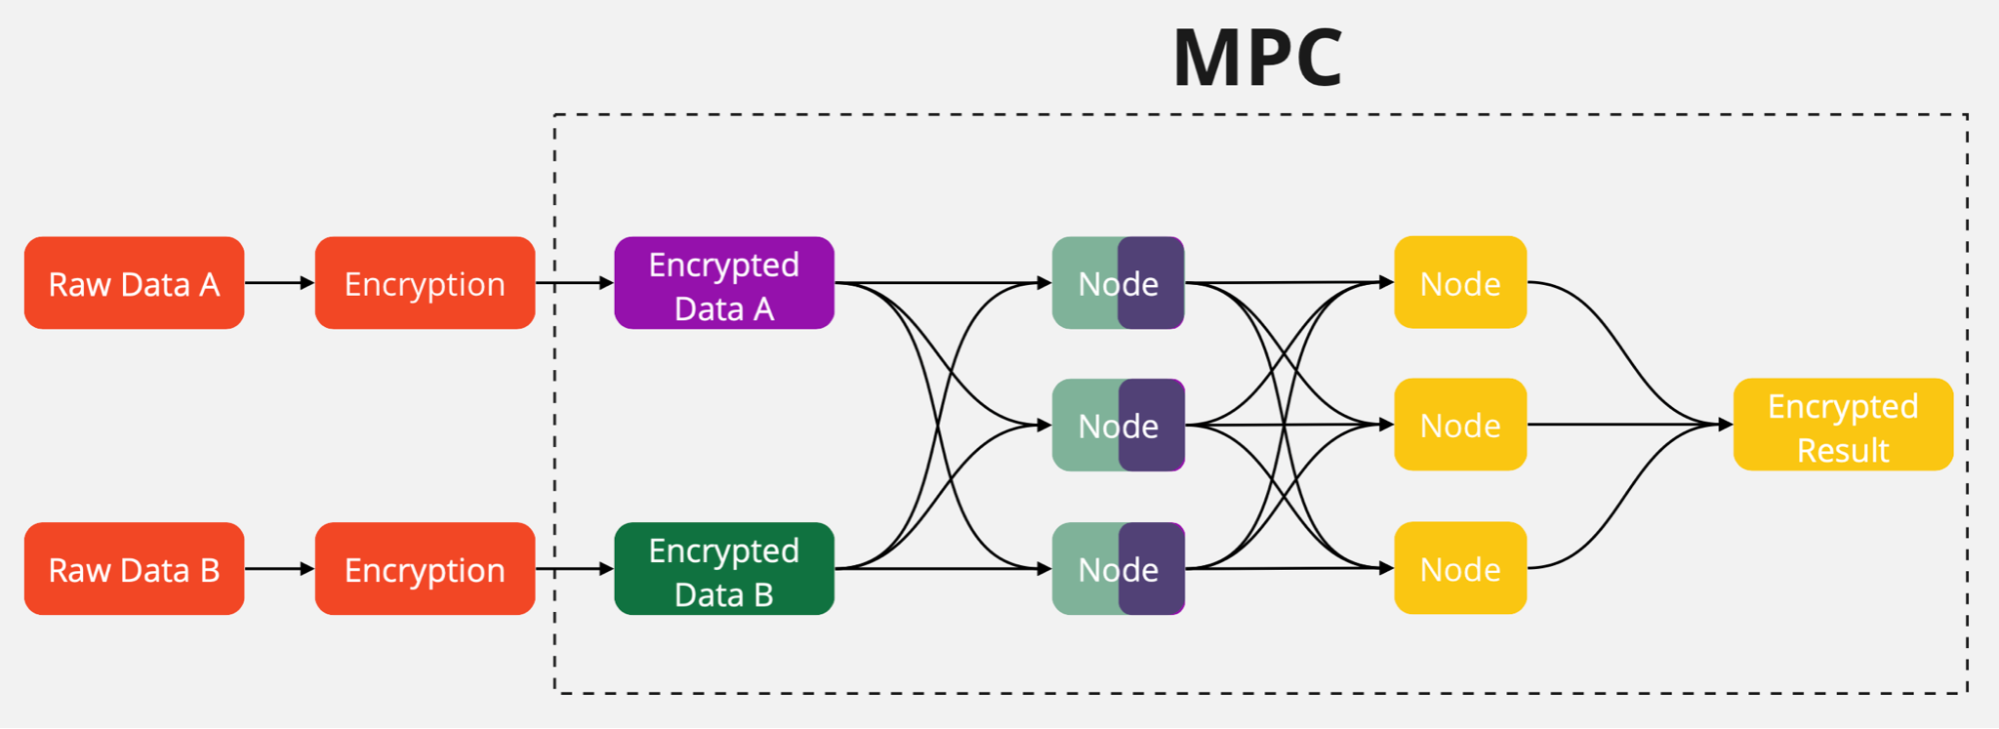 MPC
Raw Data A
Encryption
Encrypted
Data A
Node
Node
Node
Node
Encrypted
Result
Raw Data B
Encryption
Encrypted
Data B
Node
Node